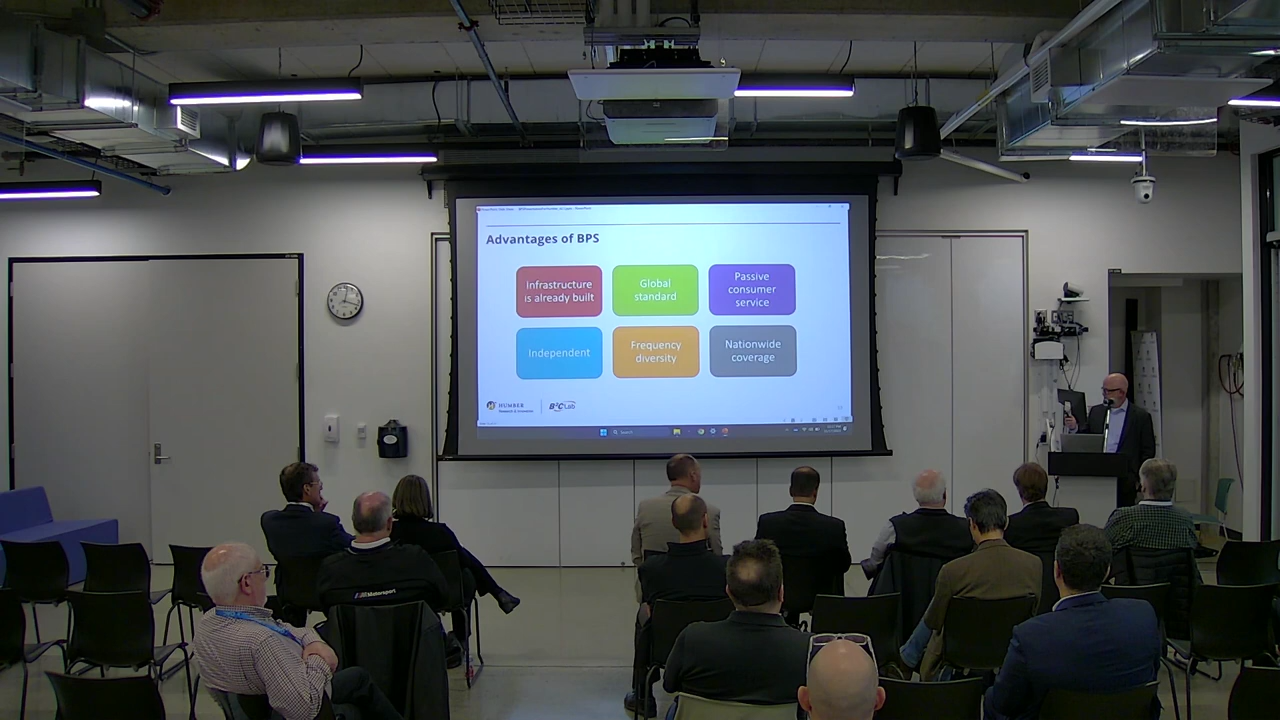 Advantages of BPS
Infrastructure
is already built
Global
standard
Passive
consumer
service
Independent
Frequency
diversity
Nationwide
coverage
HUMBER
Research & Innovation
B²C Lab
Search
Motorsport